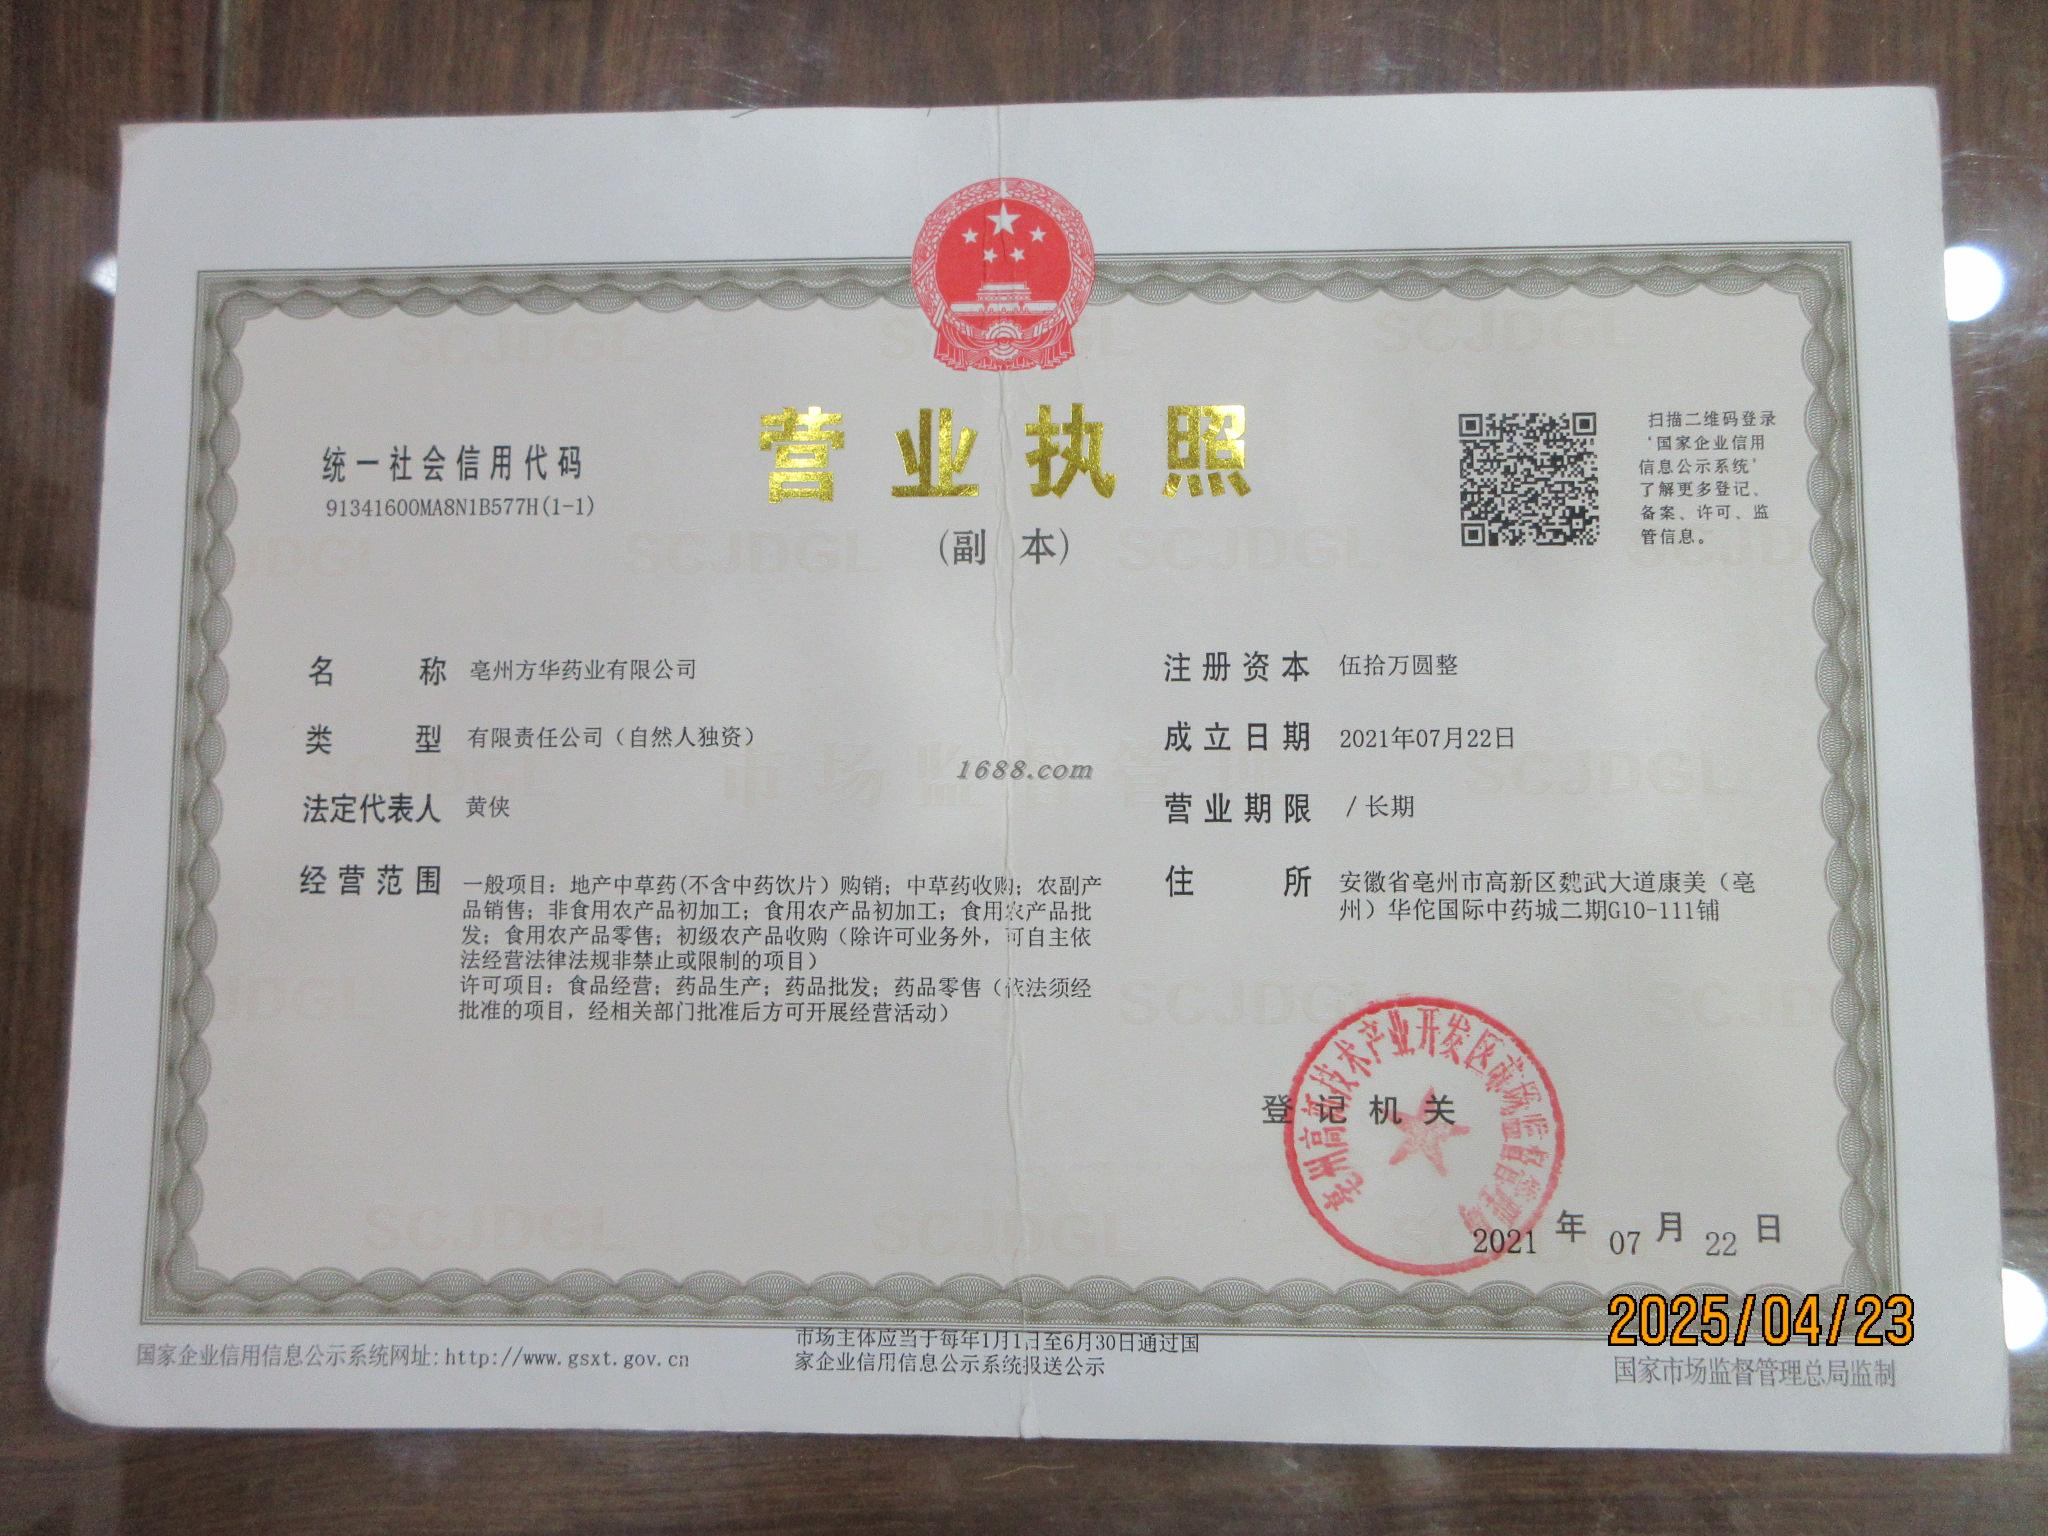 营业执照
(副本)
统一社会信用代码
91341600MA8N1B577H(1-1)
扫描二维码登录
'国家企业信用
信息公示系统'
了解更多登记、
备案、许可、监
管信息。
名称 亳州方华药业有限公司
类型 有限责任公司（自然人独资）
法定代表人 黄侠
经营范围 一般项目：地产中草药(不含中药饮片）购销；中草药收购；农副产
品销售；非食用农产品初加工；食用农产品初加工；食用农产品批
发；食用农产品零售；初级农产品收购（除许可业务外，可自主依
法经营法律法规非禁止或限制的项目）
许可项目：食品经营；药品生产；药品批发；药品零售（依法须经
批准的项目，经相关部门批准后方可开展经营活动）
注册资本 伍拾万圆整
成立日期 2021年07月22日
营业期限 / 长期
住所 安徽省亳州市高新区魏武大道康美（亳
州）华佗国际中药城二期G10-111铺
1688.com
市场监督管理
SCJDGL
登记机关
亳州高新技术产业开发区市场监督管理局
2021 年 07 月 22 日
2025/04/23
国家企业信用信息公示系统网址:http://www.gsxt.gov.cn
市场主体应当于每年1月1日至6月30日通过国
家企业信用信息公示系统报送公示
国家市场监督管理总局监制